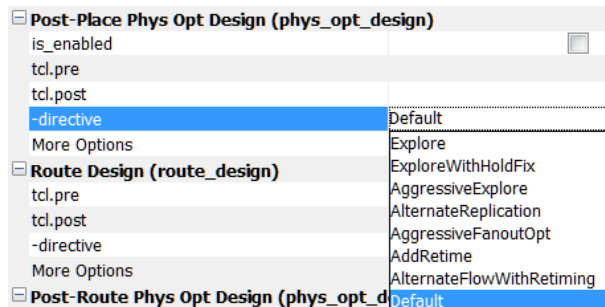 Post-Place Phys Opt Design (phys_opt_design)
is_enabled
tcl.pre
tcl.post
-directive Default
More Options Explore
ExploreWithHoldFix
Route Design (route_design) AggressiveExplore
tcl.pre AlternateReplication
tcl.post AggressiveFanoutOpt
-directive AddRetime
More Options AlternateFlowWithRetiming
Post-Route Phys Opt Design (phys_opt_d Default